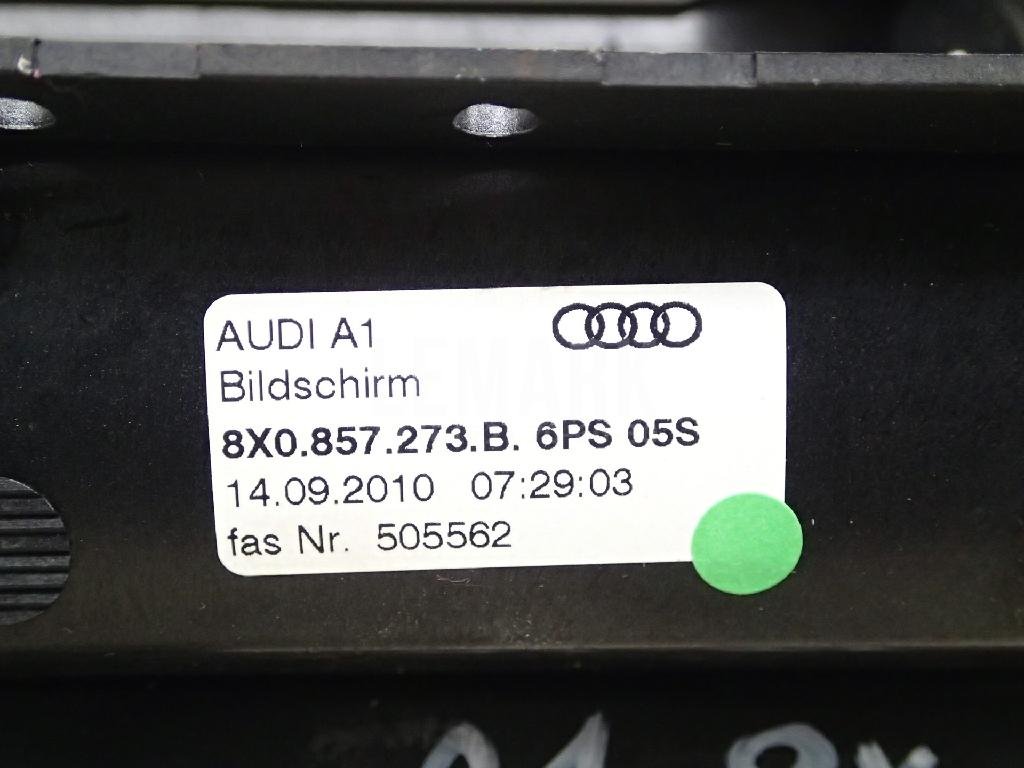 AUDI A1
Bildschirm
8X0.857.273.B. 6PS 05S
14.09.2010 07:29:03
fas Nr. 505562